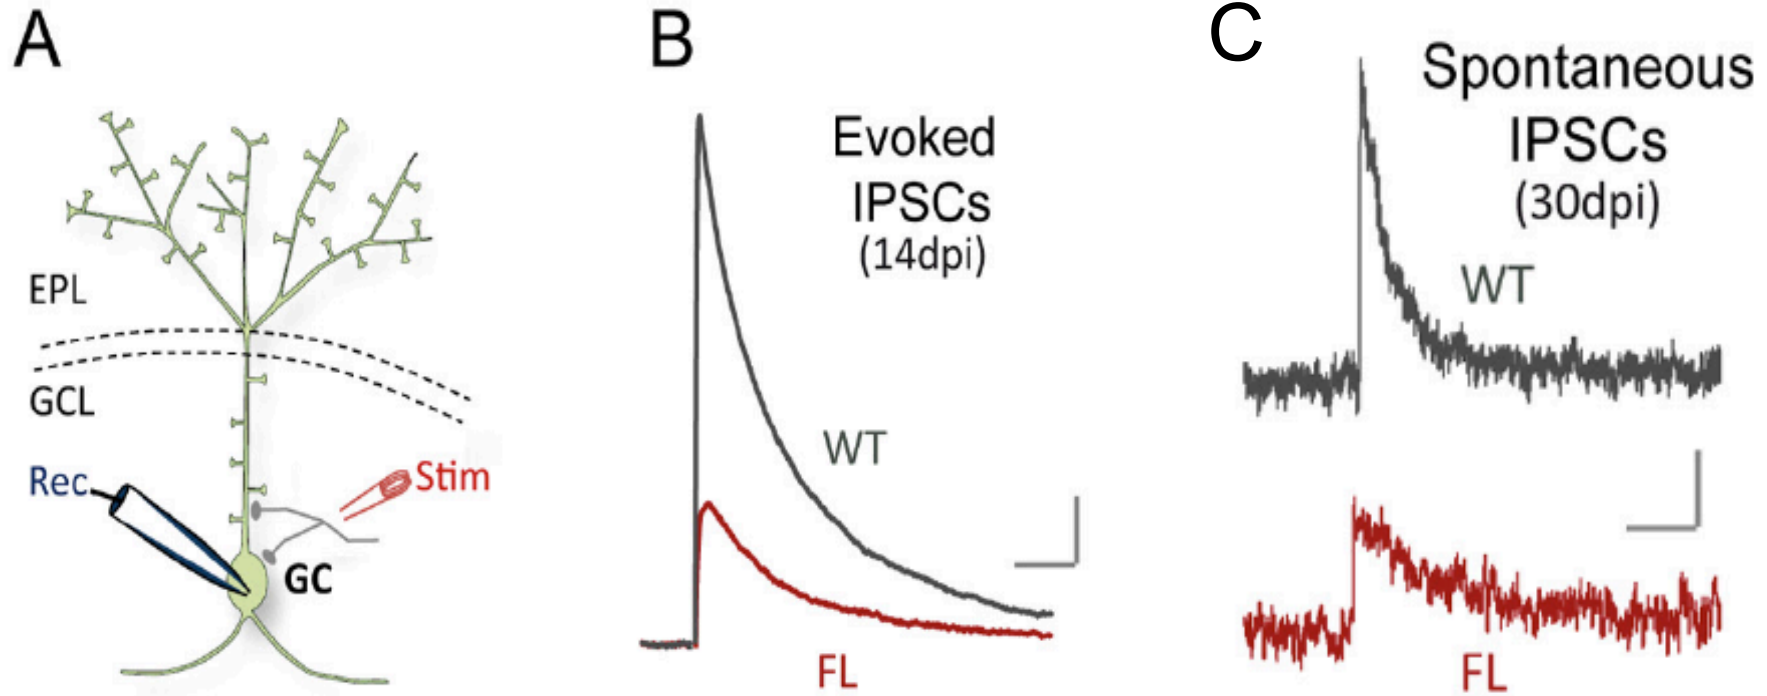 A
EPL
GCL
Rec
Stim
GC
B
Evoked
IPSCs
(14dpi)
WT
FL
C
Spontaneous
IPSCs
(30dpi)
WT
FL